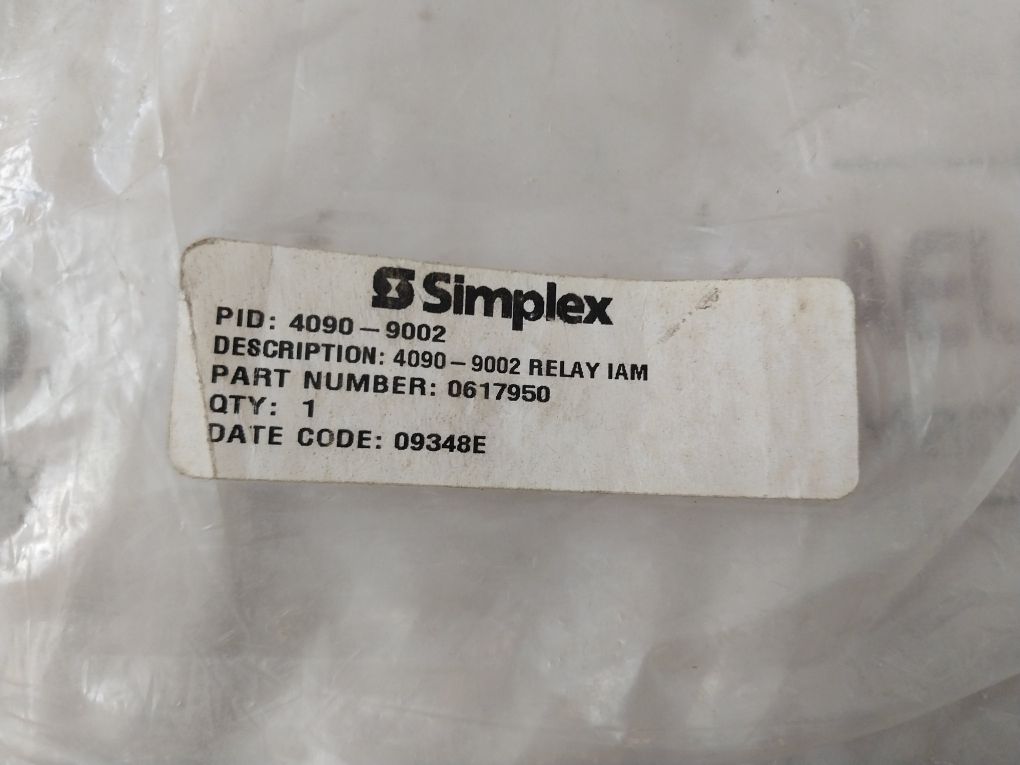 Simplex
PID: 4090-9002
DESCRIPTION: 4090-9002 RELAY IAM
PART NUMBER: 0617950
QTY: 1
DATE CODE: 09348E